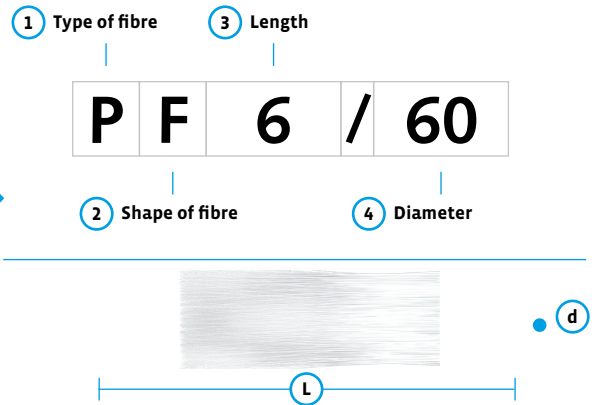 1 Type of fibre 3 Length
P F 6 / 60
2 Shape of fibre 4 Diameter
d
L